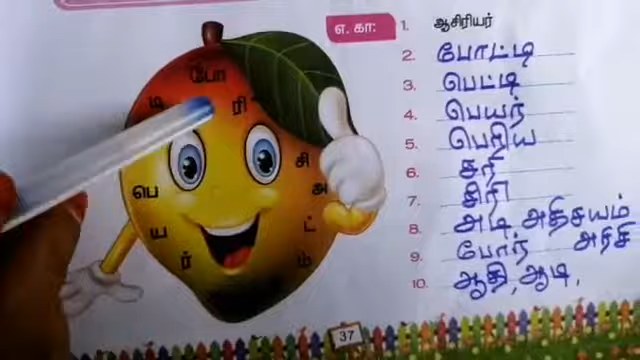 எ. கா: 1. ஆசிரியர்
2. போட்டி
3. பெட்டி
4. பெயர்
5. பெரிய
6. சரி
7. சிரி
8. அடி, அதிசயம்
9. போர் அரசி
10. ஆதி, ஆடி,
போ
டி ரி
சி
பெ அ
ய ட்
ர் ம்
37